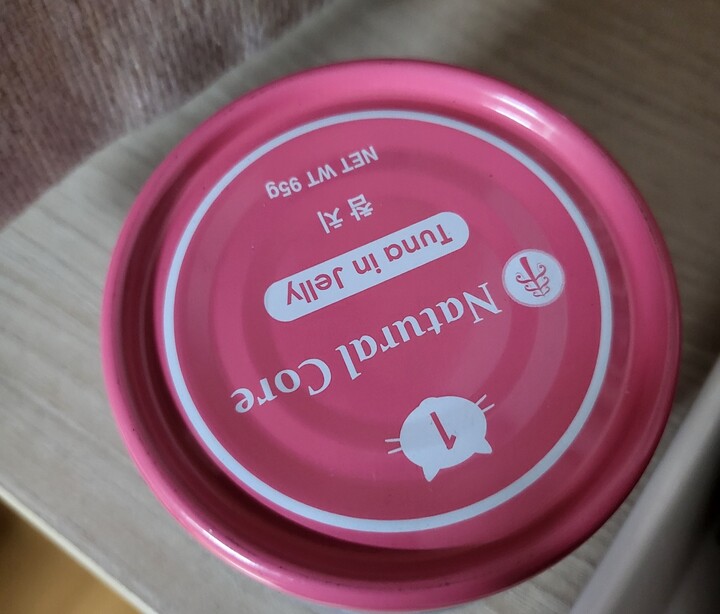 1
Natural Core
Tuna in Jelly
참치
NET WT 95g